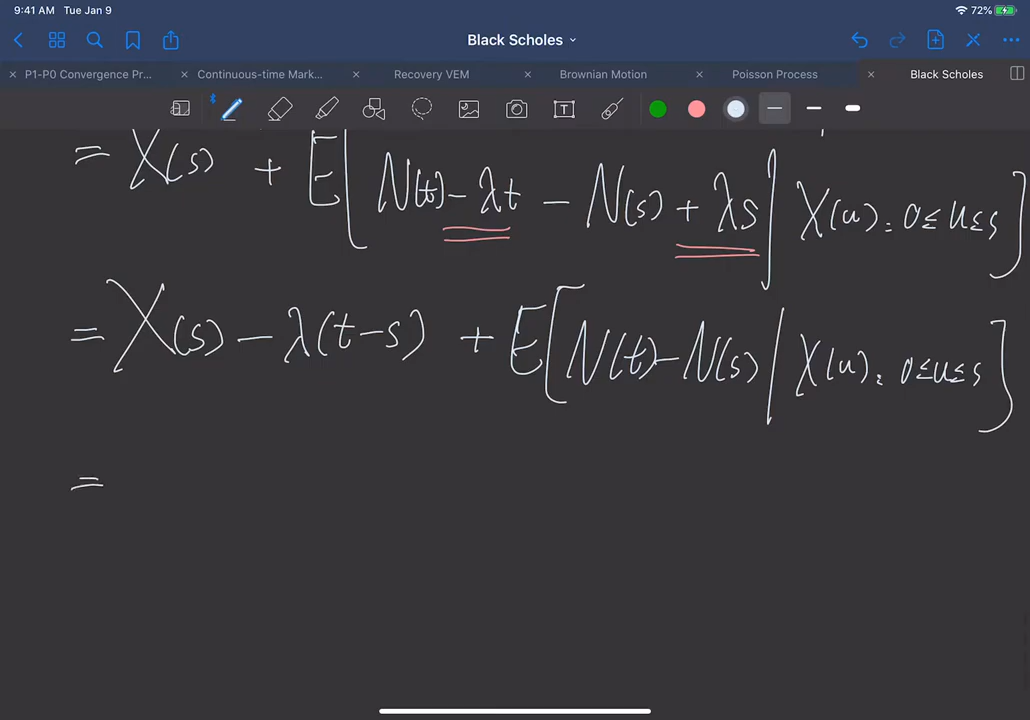 9:41 AM Tue Jan 9 72%
Black Scholes
P1-P0 Convergence Pr... Continuous-time Mark... Recovery VEM Brownian Motion Poisson Process Black Scholes
= X(s) + E[N(t) - λt - N(s) + λs | X(u): 0≤u≤s]
= X(s) - λ(t-s) + E[N(t) - N(s) | X(u): 0≤u≤s]
=